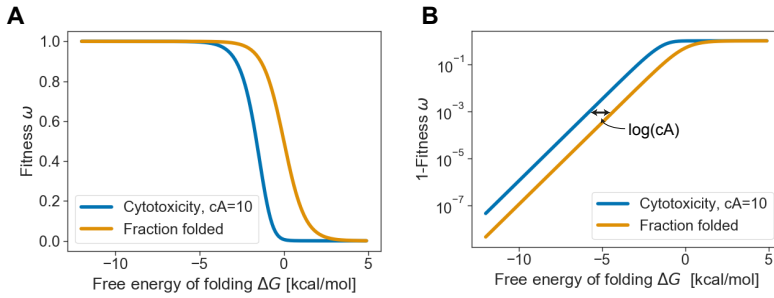 A
1.0
0.8
0.6
0.4
0.2
0.0
Fitness ω
Cytotoxicity, cA=10
Fraction folded
−10
−5
0
5
Free energy of folding ΔG [kcal/mol]
B
10⁻¹
10⁻³
10⁻⁵
10⁻⁷
1-Fitness ω
log(cA)
Cytotoxicity, cA=10
Fraction folded
−10
−5
0
5
Free energy of folding ΔG [kcal/mol]